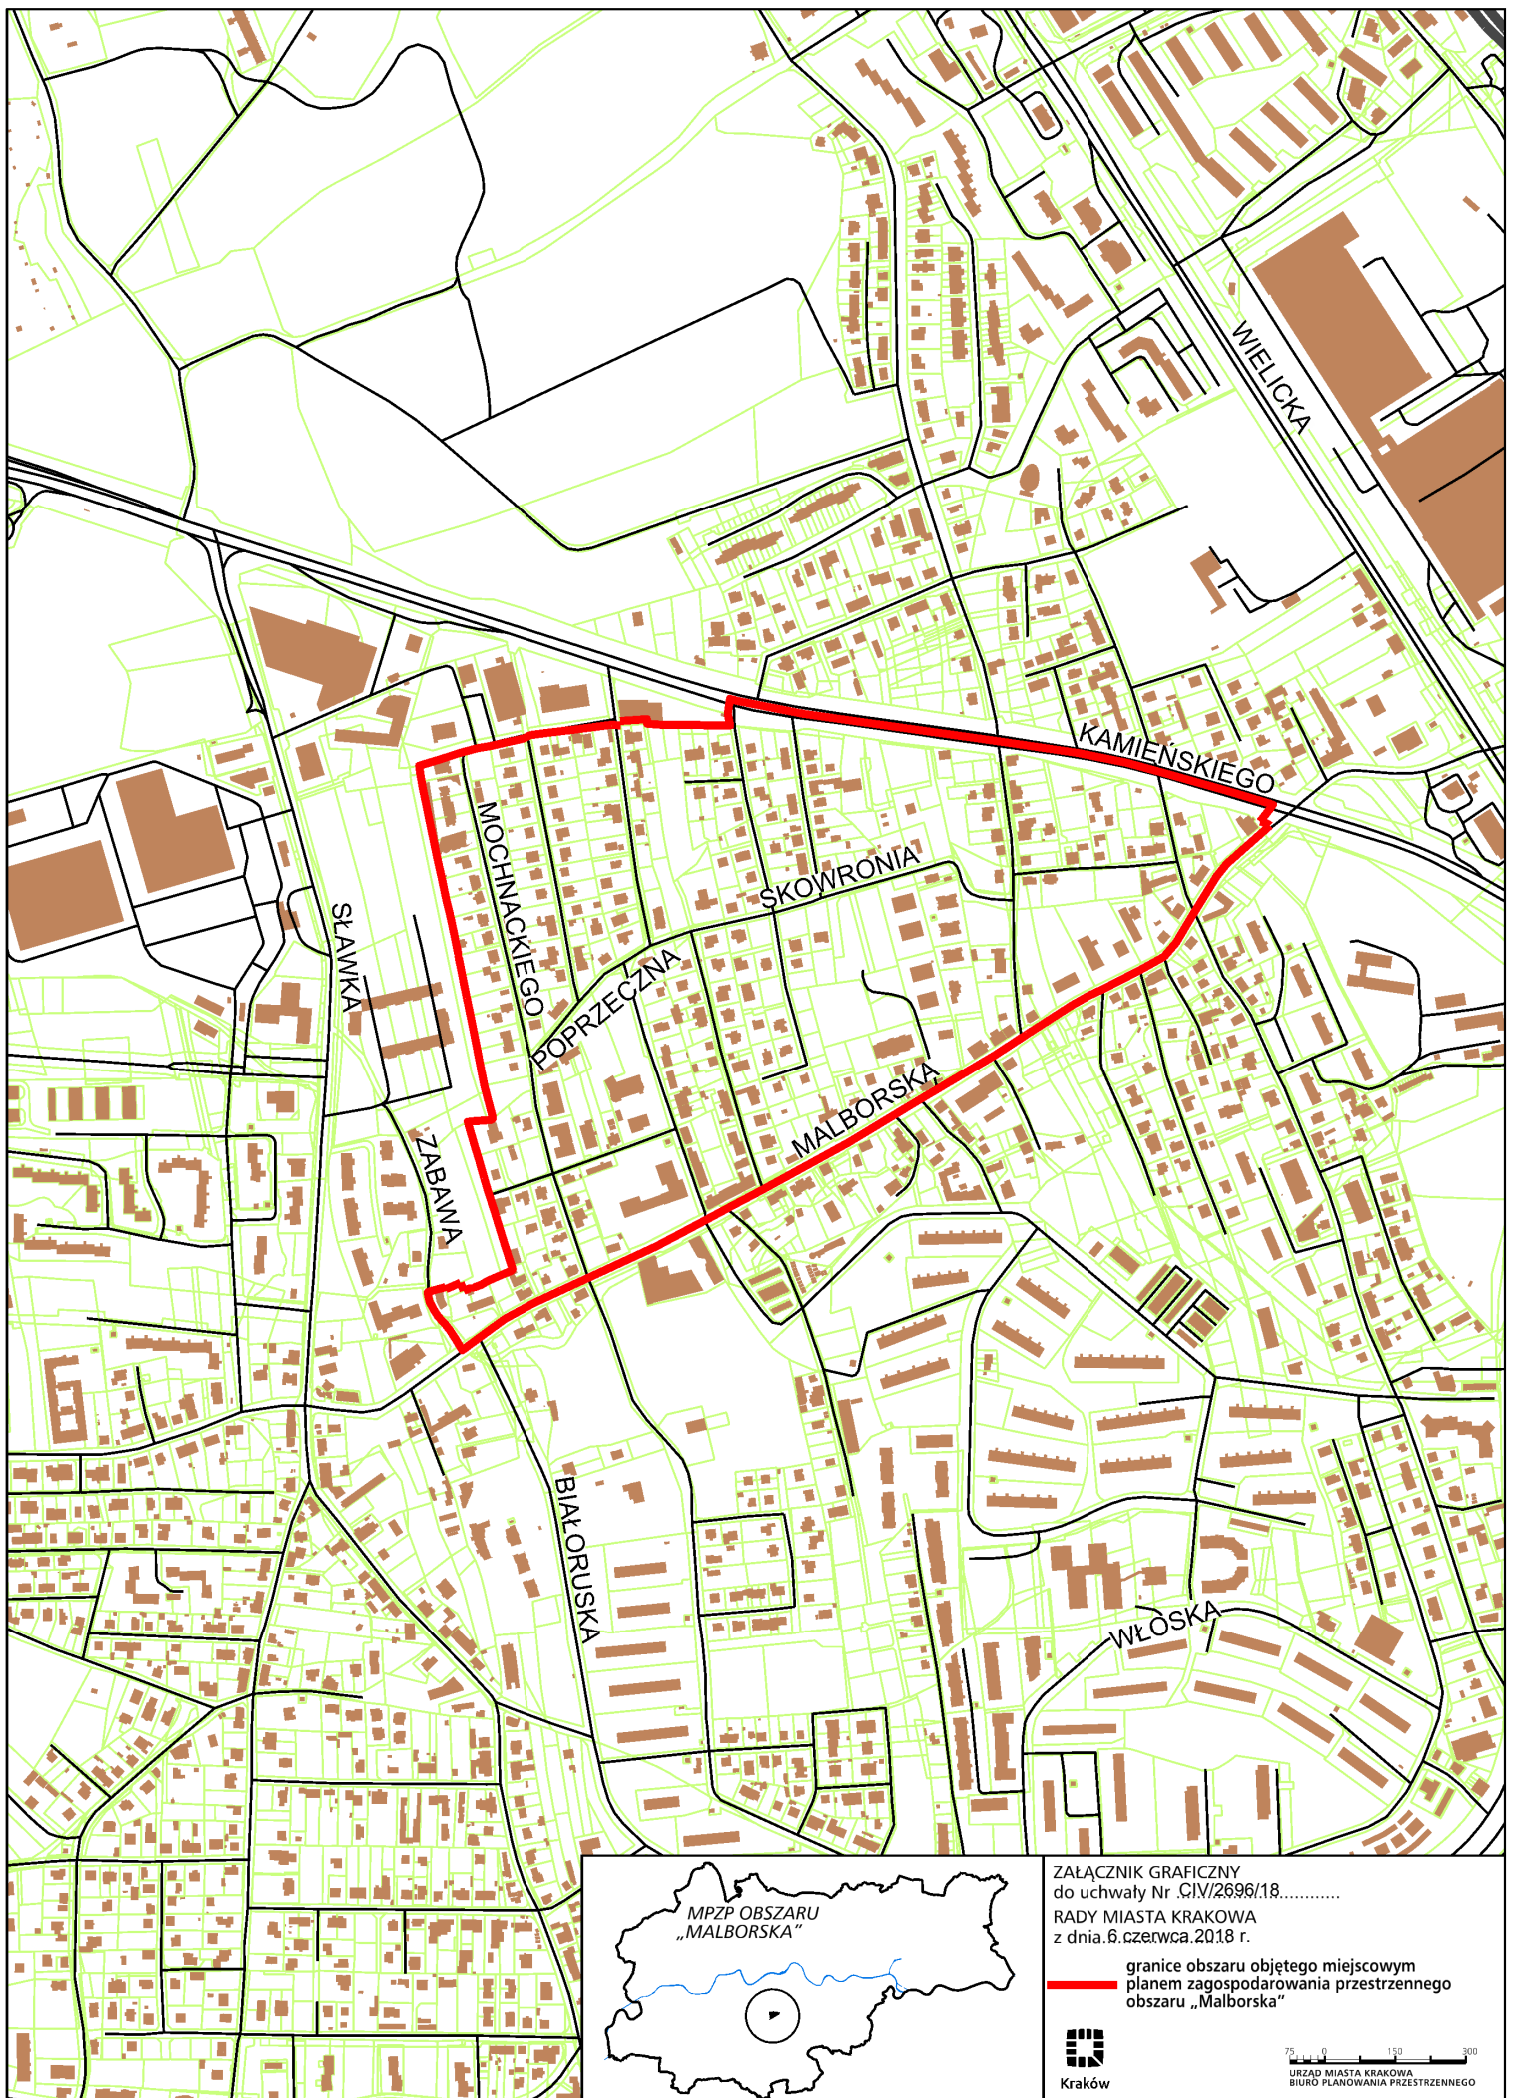 WIELICKA
KAMIEŃSKIEGO
MOCHNACKIEGO
SKOWRONIA
SŁAWKA
POPRZECZNA
MALBORSKA
ZABAWA
BIAŁORUSKA
WŁOSKA
MPZP OBSZARU
„MALBORSKA”
ZAŁĄCZNIK GRAFICZNY
do uchwały Nr .CIV/2696/18............
RADY MIASTA KRAKOWA
z dnia.6.czerwca.2018 r.
granice obszaru objętego miejscowym
planem zagospodarowania przestrzennego
obszaru „Malborska”
Kraków
75 0 150 300
URZĄD MIASTA KRAKOWA
BIURO PLANOWANIA PRZESTRZENNEGO